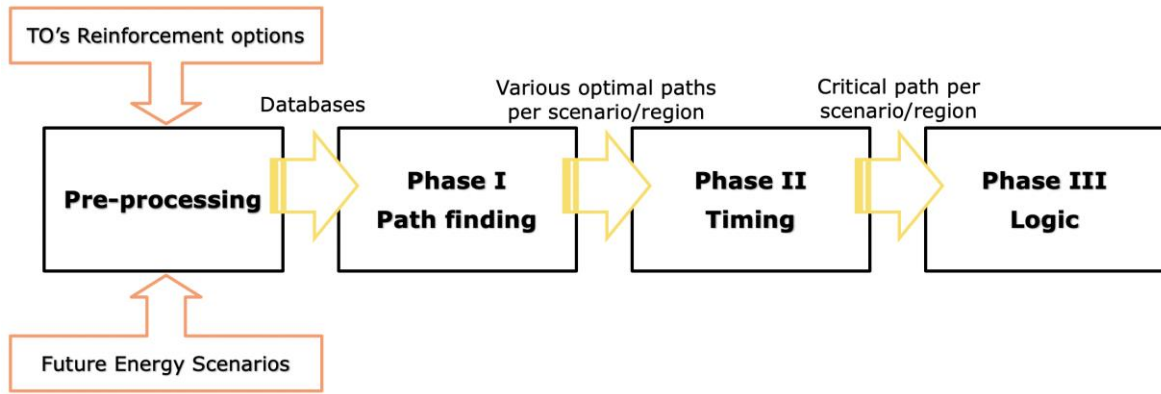 TO's Reinforcement options
Databases
Various optimal paths
per scenario/region
Critical path per
scenario/region
Pre-processing
Phase I
Path finding
Phase II
Timing
Phase III
Logic
Future Energy Scenarios